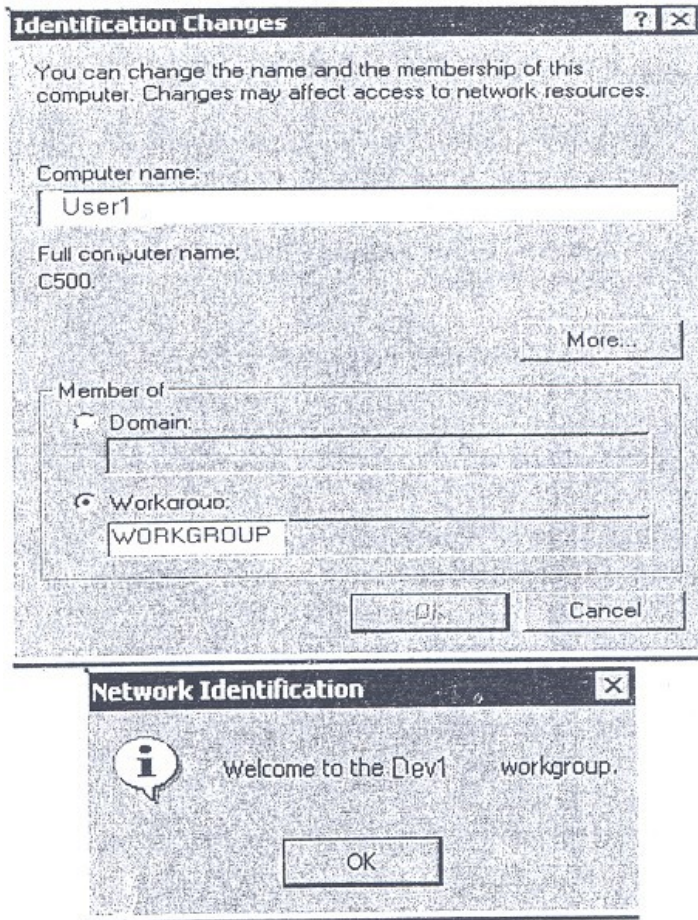 Identification Changes
You can change the name and the membership of this
computer. Changes may affect access to network resources.
Computer name:
User1
Full computer name:
C500.
More...
Member of
Domain:
Workgroup:
WORKGROUP
OK
Cancel
Network Identification
Welcome to the Dev1 workgroup.
OK